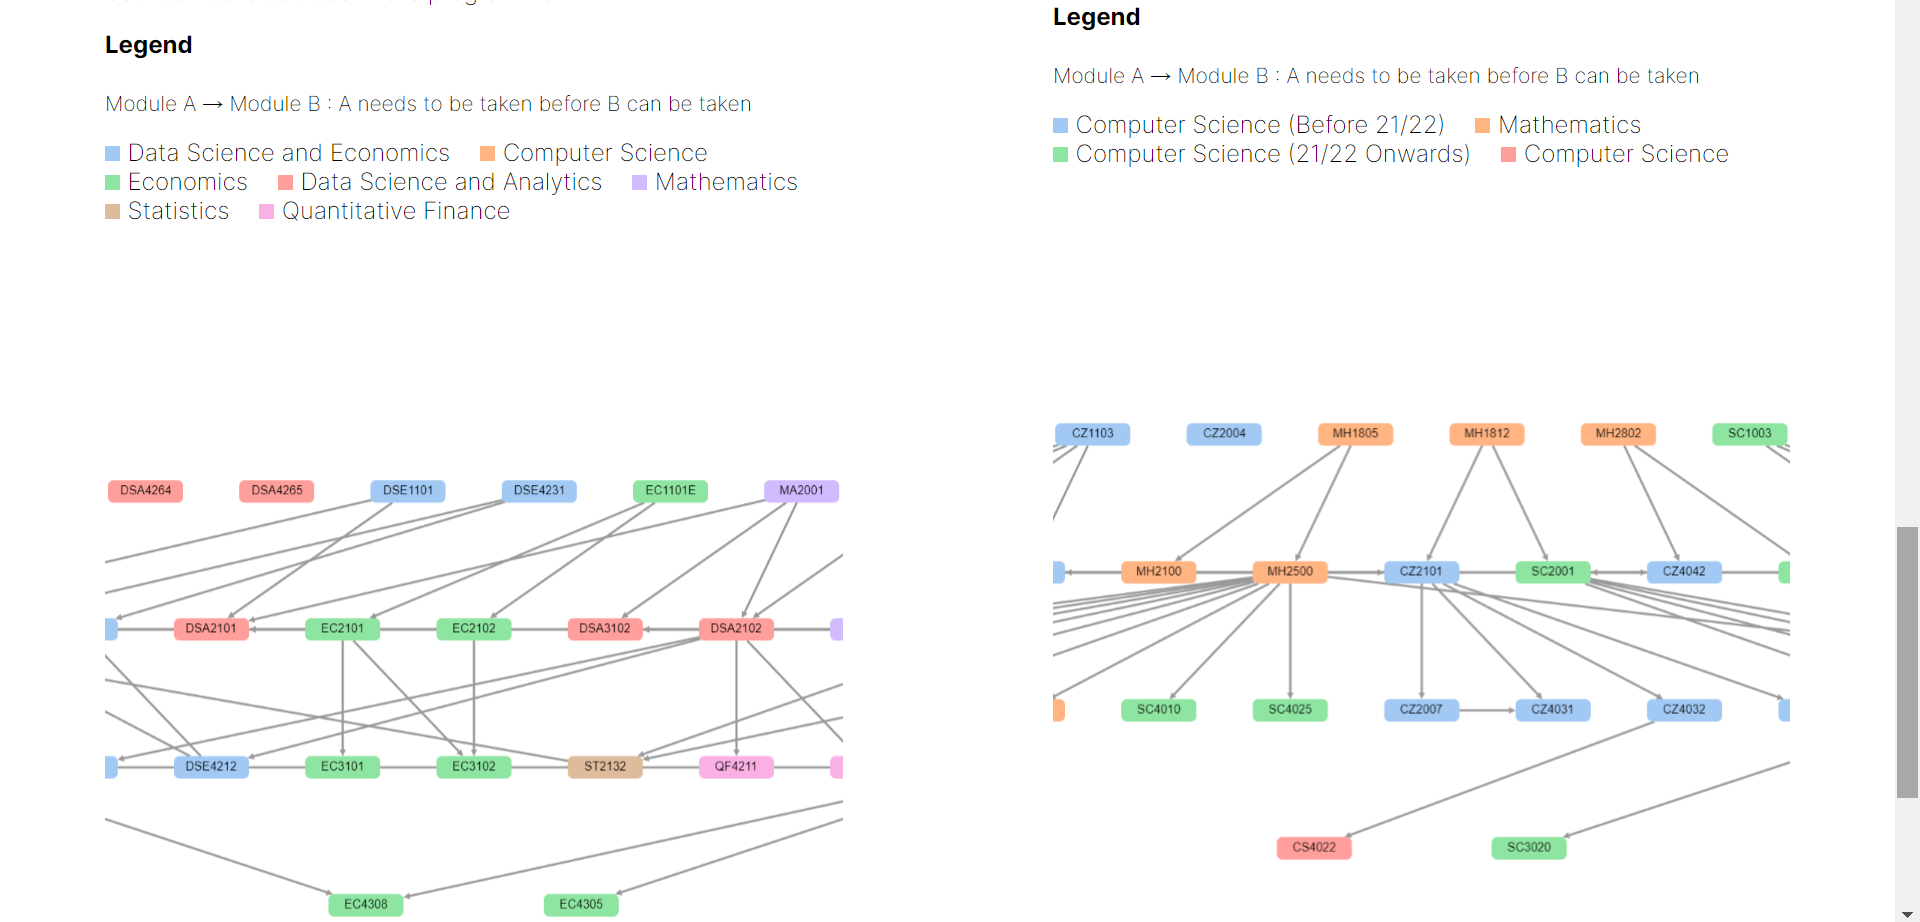 Legend
Module A → Module B : A needs to be taken before B can be taken
Data Science and Economics Computer Science
Economics Data Science and Analytics Mathematics
Statistics Quantitative Finance
DSA4264 DSA4265 DSE1101 DSE4231 EC1101E MA2001
DSA2101 EC2101 EC2102 DSA3102 DSA2102
DSE4212 EC3101 EC3102 ST2132 QF4211
EC4308 EC4305
Legend
Module A → Module B : A needs to be taken before B can be taken
Computer Science (Before 21/22) Mathematics
Computer Science (21/22 Onwards) Computer Science
CZ1103 CZ2004 MH1805 MH1812 MH2802 SC1003
MH2100 MH2500 CZ2101 SC2001 CZ4042
SC4010 SC4025 CZ2007 CZ4031 CZ4032
CS4022 SC3020